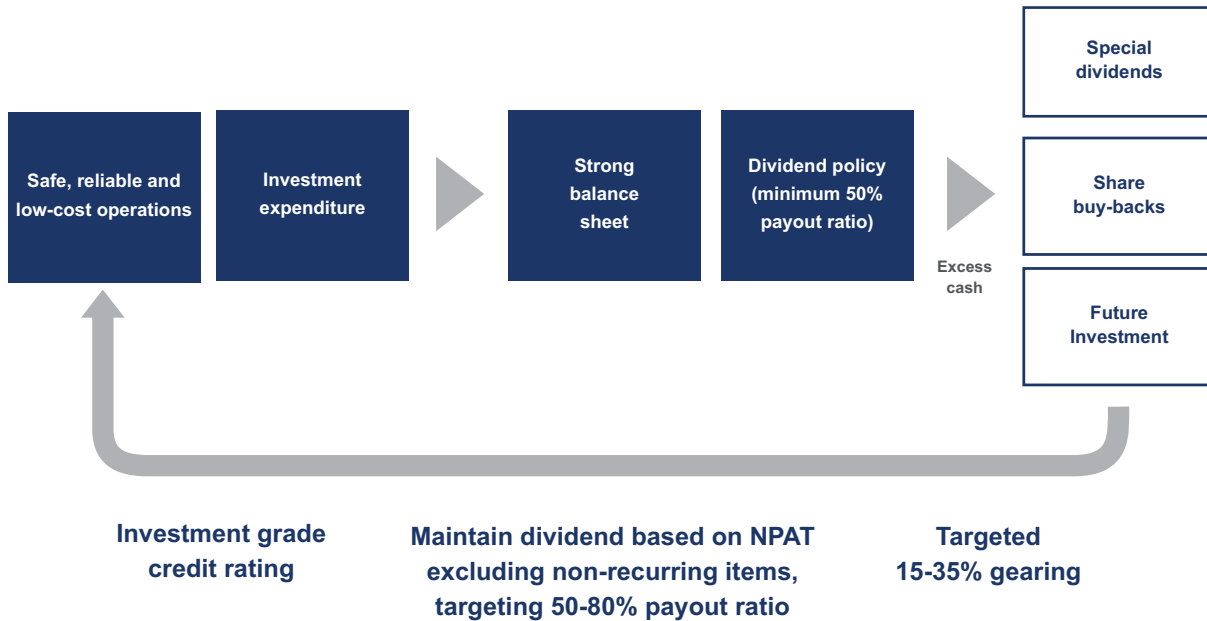 Safe, reliable and
low-cost operations
Investment
expenditure
Strong
balance
sheet
Dividend policy
(minimum 50%
payout ratio)
Excess
cash
Special
dividends
Share
buy-backs
Future
Investment
Investment grade
credit rating
Maintain dividend based on NPAT
excluding non-recurring items,
targeting 50-80% payout ratio
Targeted
15-35% gearing